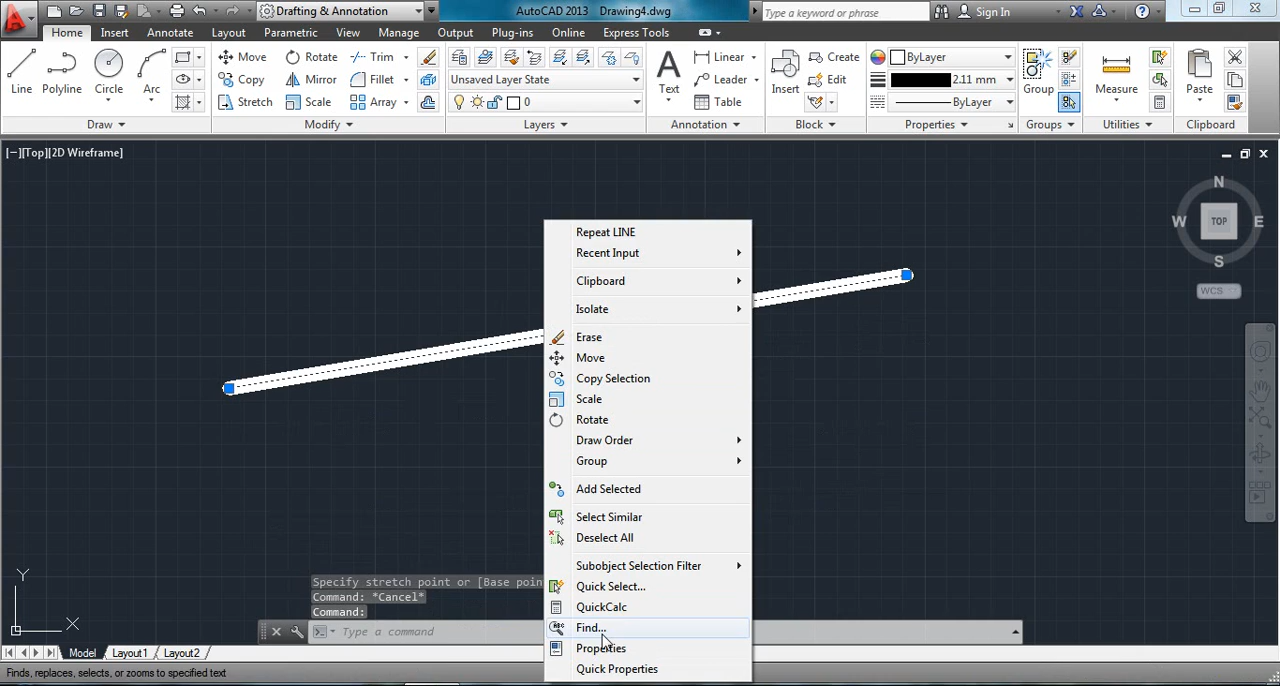 Drafting & Annotation
AutoCAD 2013 Drawing4.dwg
Type a keyword or phrase
Sign In
Home Insert Annotate Layout Parametric View Manage Output Plug-ins Online Express Tools
Line
Polyline
Circle
Arc
Draw
Move Rotate Trim
Copy Mirror Fillet
Stretch Scale Array
Modify
Unsaved Layer State
0
Layers
Text
Linear
Leader
Table
Annotation
Insert
Create
Edit
Block
ByLayer
2.11 mm
ByLayer
Properties
Group
Groups
Measure
Utilities
Paste
Clipboard
[−][Top][2D Wireframe]
N
W TOP E
S
WCS
Repeat LINE
Recent Input
Clipboard
Isolate
Erase
Move
Copy Selection
Scale
Rotate
Draw Order
Group
Add Selected
Select Similar
Deselect All
Subobject Selection Filter
Quick Select...
QuickCalc
Find...
Properties
Quick Properties
Y
X
Specify stretch point or [Base poin
Command: *Cancel*
Command:
Type a command
Model Layout1 Layout2
Finds, replaces, selects, or zooms to specified text